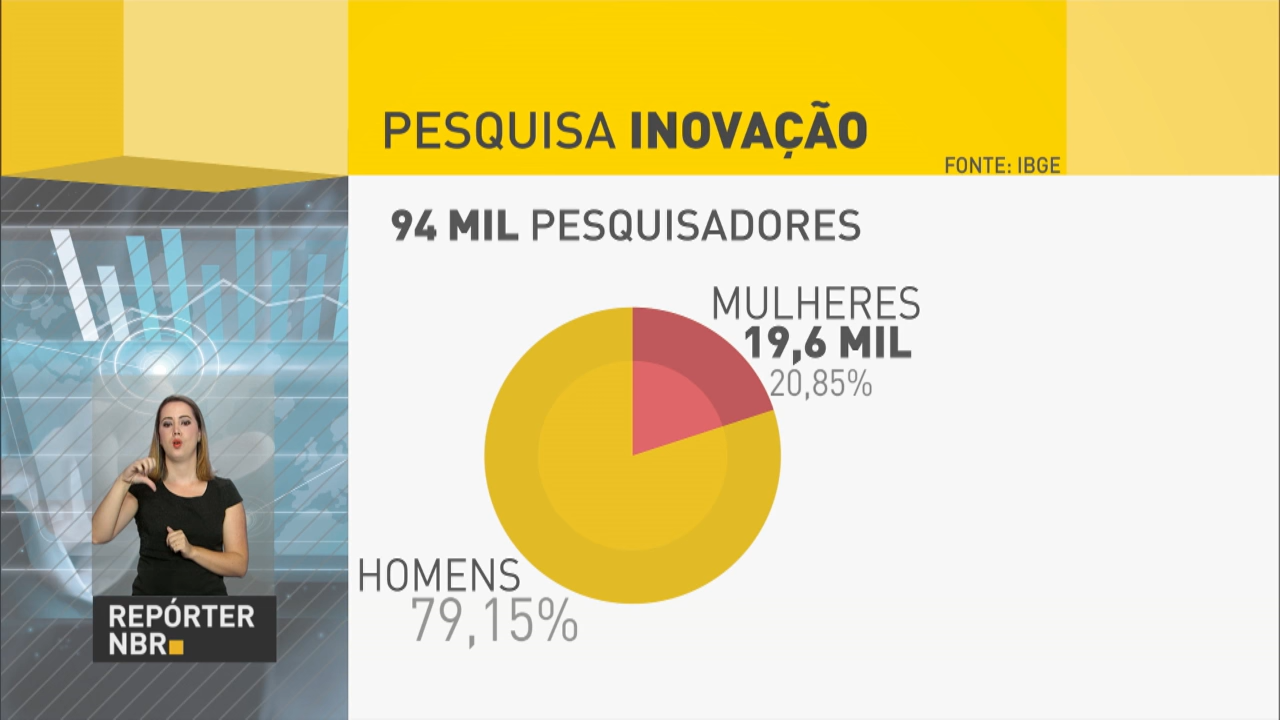 PESQUISA INOVAÇÃO
FONTE: IBGE
94 MIL PESQUISADORES
MULHERES
19,6 MIL
20,85%
HOMENS
79,15%
REPÓRTER
NBR